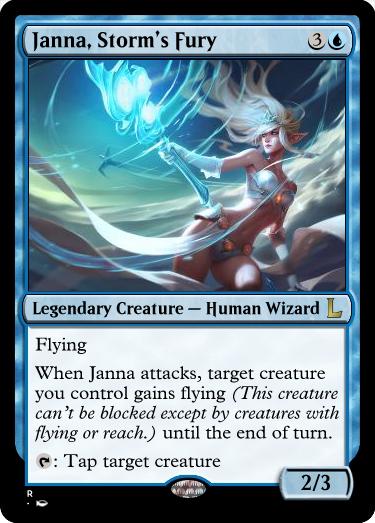 Janna, Storm's Fury 3
Legendary Creature — Human Wizard L
Flying
When Janna attacks, target creature
you control gains flying (This creature
can't be blocked except by creatures with
flying or reach.) until the end of turn.
: Tap target creature
2/3
R